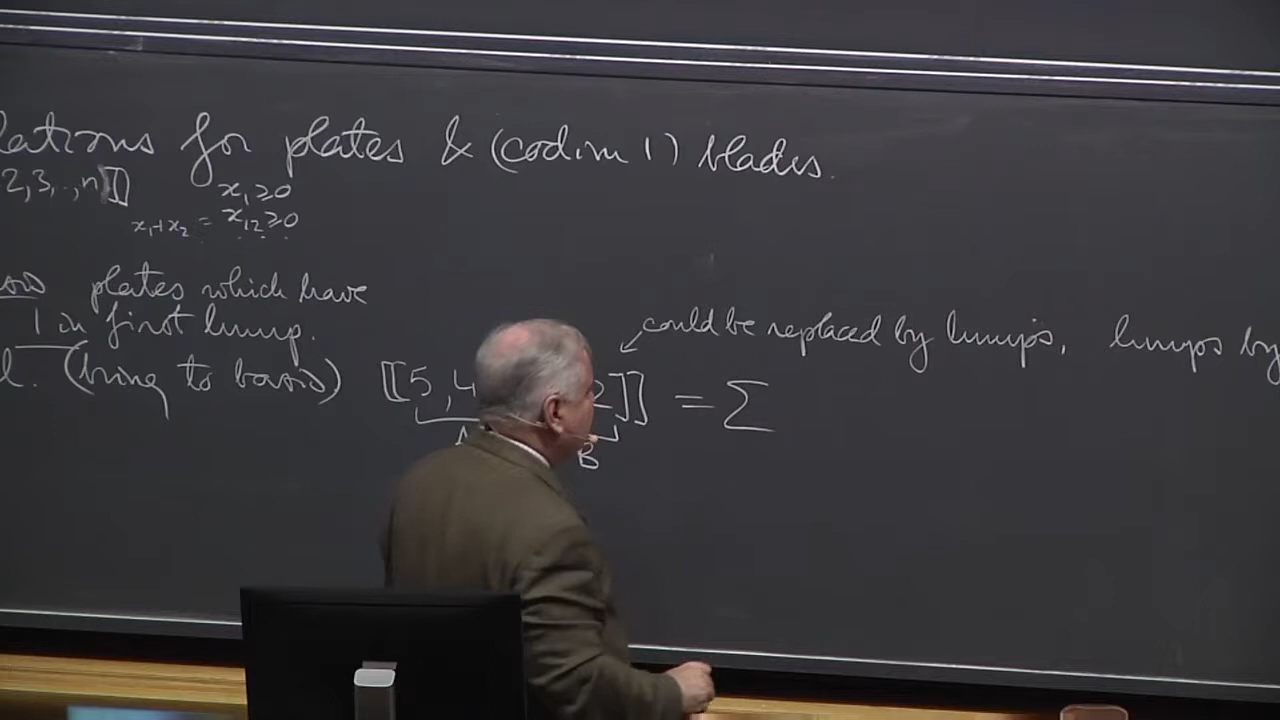 lations for plates & (codim 1) blades.
2,3,..,n]] x₁≥0
x₁+x₂ = x₁₂≥0
plates which have
1 in first lump. could be replaced by lumps, lumps by
(bring to basis) [[5,4 2]] = Σ
B